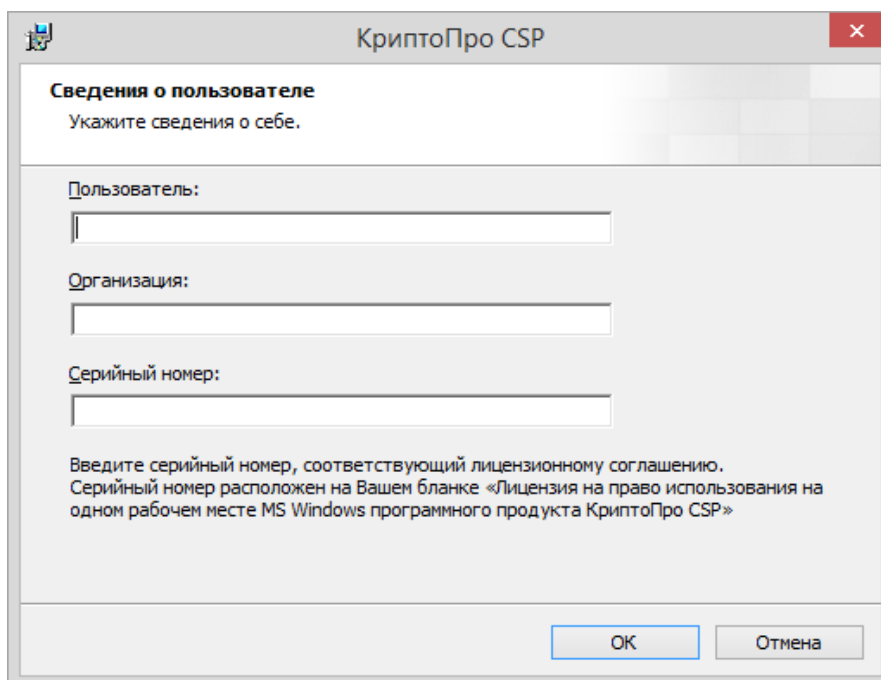 КриптоПро CSP
Сведения о пользователе
Укажите сведения о себе.
Пользователь:
Организация:
Серийный номер:
Введите серийный номер, соответствующий лицензионному соглашению.
Серийный номер расположен на Вашем бланке «Лицензия на право использования на
одном рабочем месте MS Windows программного продукта КриптоПро CSP»
ОК
Отмена